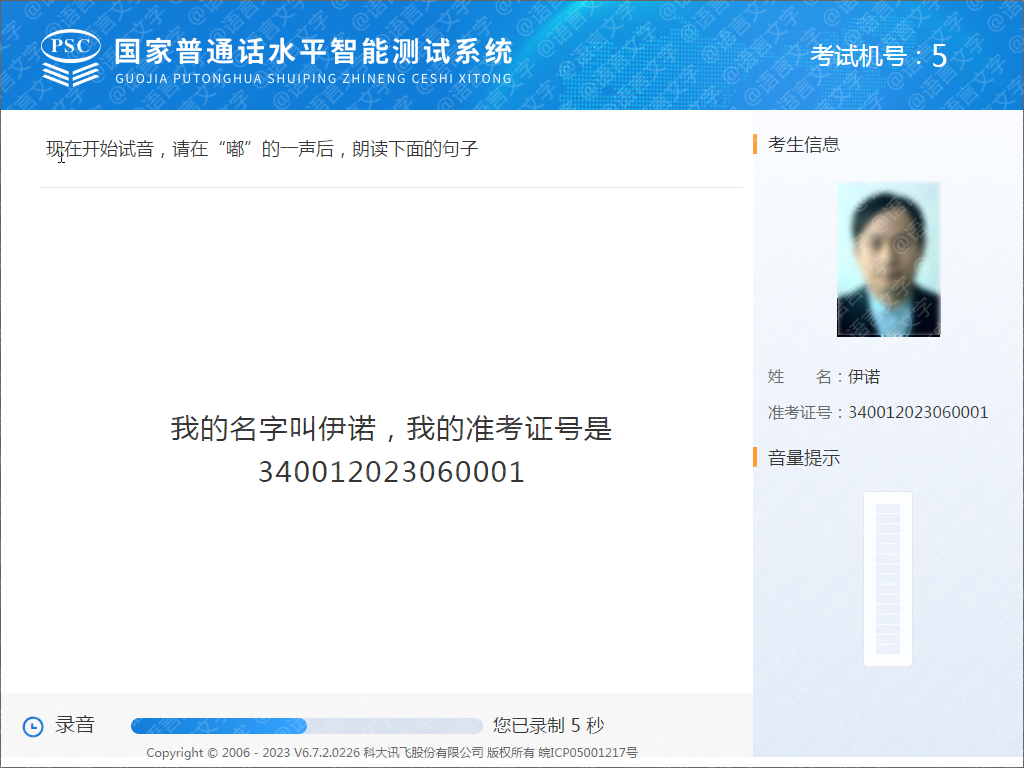 PSC
国家普通话水平智能测试系统
GUOJIA PUTONGHUA SHUIPING ZHINENG CESHI XITONG
考试机号：5
现在开始试音，请在“嘟”的一声后，朗读下面的句子
我的名字叫伊诺，我的准考证号是
340012023060001
考生信息
姓 名：伊诺
准考证号：340012023060001
音量提示
录音
您已录制 5 秒
Copyright © 2006 - 2023 V6.7.2.0226 科大讯飞股份有限公司 版权所有 皖ICP05001217号
@语言文字